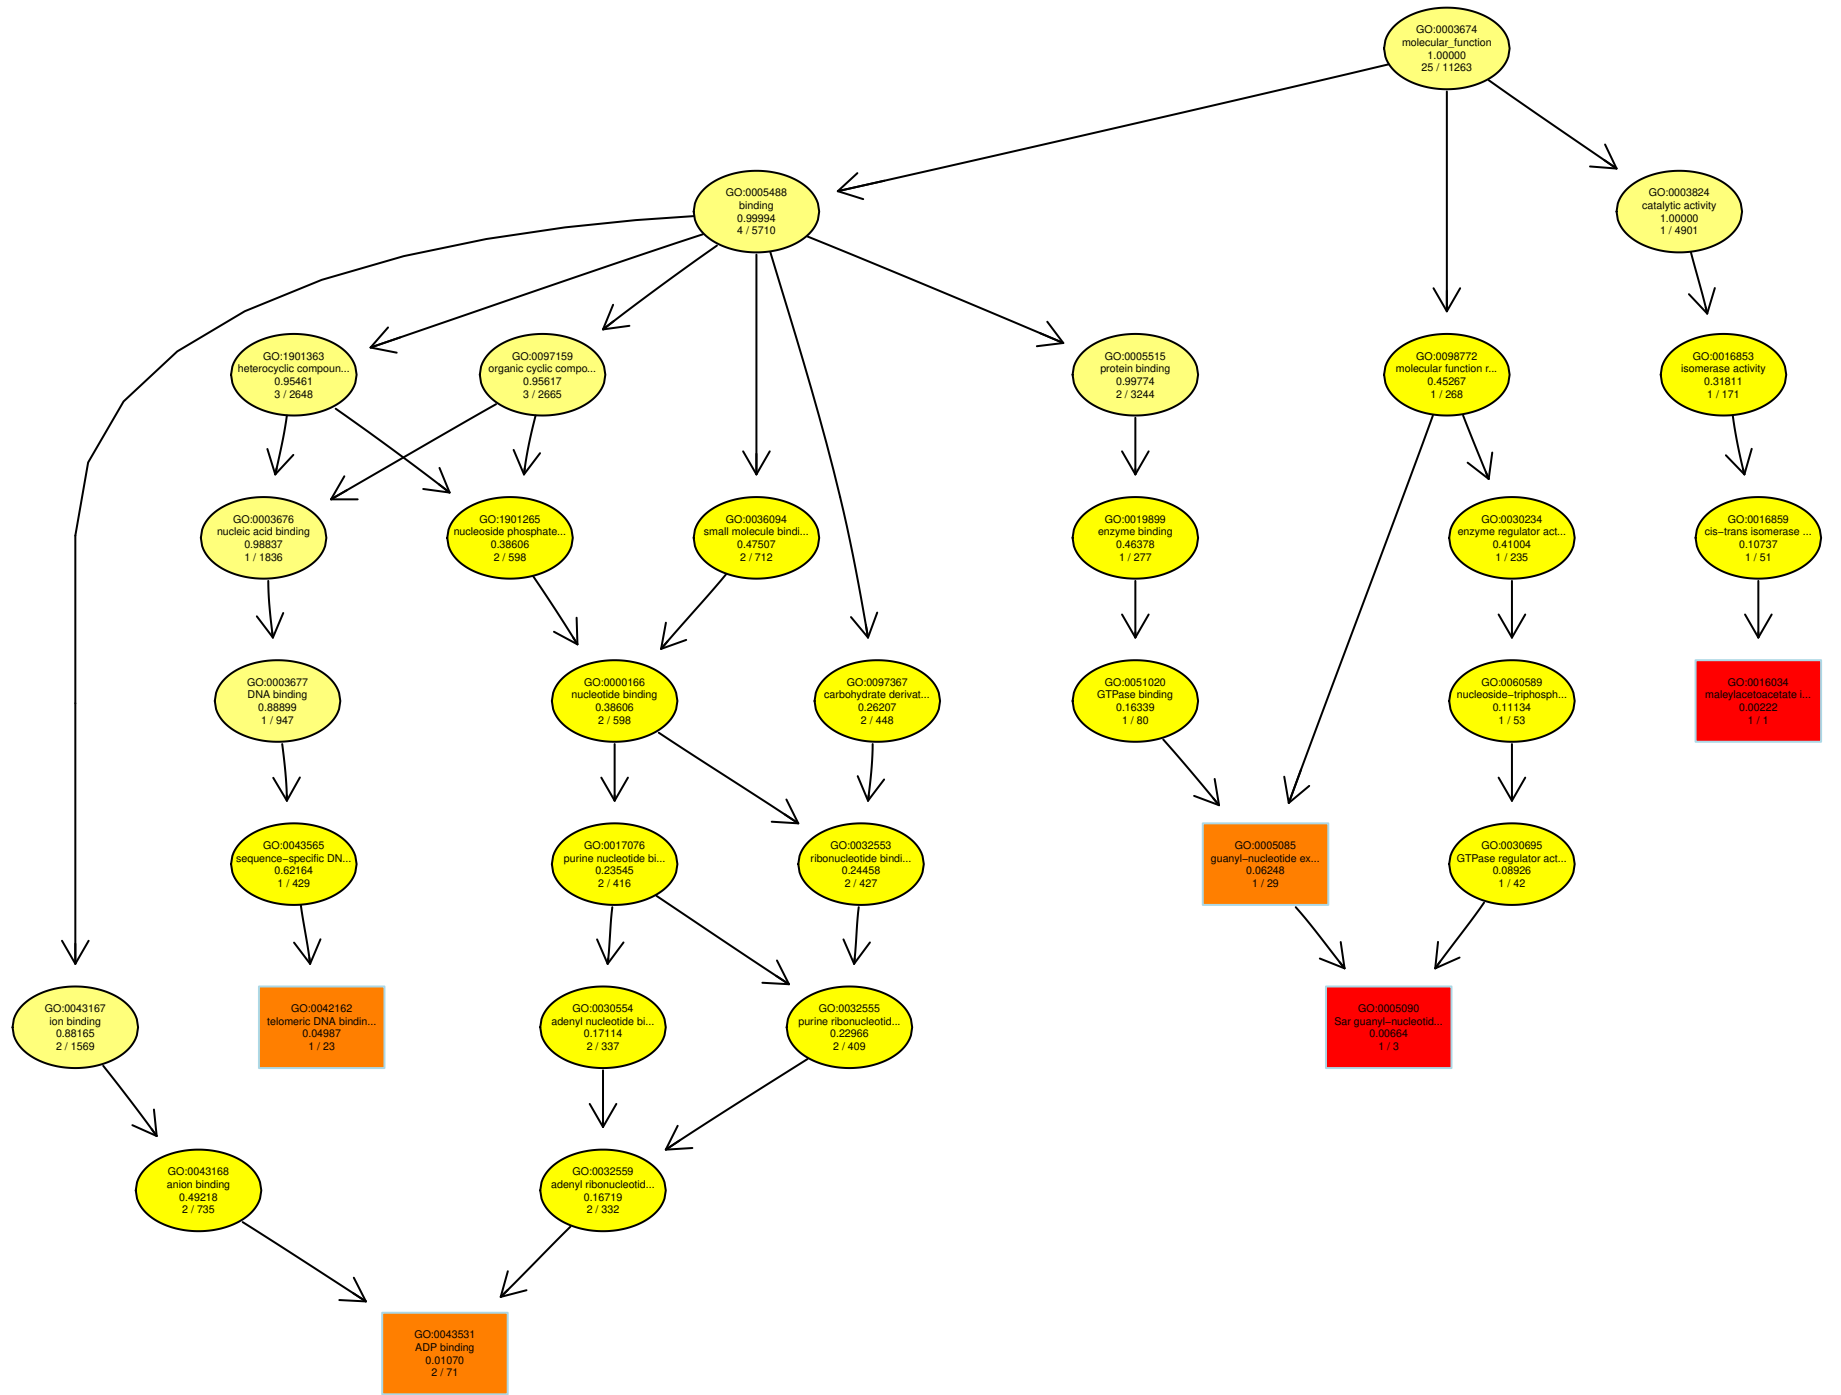 GO:0003674
molecular_function
1.00000
25 / 11263
GO:0005488
binding
0.99994
4 / 5710
GO:0003824
catalytic activity
1.00000
1 / 4901
GO:1901363
heterocyclic compoun...
0.95461
3 / 2648
GO:0097159
organic cyclic compo...
0.95617
3 / 2665
GO:0005515
protein binding
0.99774
2 / 3244
GO:0098772
molecular function r...
0.45267
1 / 268
GO:0016853
isomerase activity
0.31811
1 / 171
GO:0003676
nucleic acid binding
0.98837
1 / 1836
GO:1901265
nucleoside phosphate...
0.38606
2 / 598
GO:0036094
small molecule bindi...
0.47507
2 / 712
GO:0019899
enzyme binding
0.46378
1 / 277
GO:0030234
enzyme regulator act...
0.41004
1 / 235
GO:0016859
cis−trans isomerase ...
0.10737
1 / 51
GO:0003677
DNA binding
0.88899
1 / 947
GO:0000166
nucleotide binding
0.38606
2 / 598
GO:0097367
carbohydrate derivat...
0.26207
2 / 448
GO:0051020
GTPase binding
0.16339
1 / 80
GO:0060589
nucleoside−triphosph...
0.11134
1 / 53
GO:0016034
maleylacetoacetate i...
0.00222
1 / 1
GO:0043565
sequence−specific DN...
0.62164
1 / 429
GO:0017076
purine nucleotide bi...
0.23545
2 / 416
GO:0032553
ribonucleotide bindi...
0.24458
2 / 427
GO:0005085
guanyl−nucleotide ex...
0.06248
1 / 29
GO:0030695
GTPase regulator act...
0.08926
1 / 42
GO:0043167
ion binding
0.88165
2 / 1569
GO:0042162
telomeric DNA bindin...
0.04987
1 / 23
GO:0030554
adenyl nucleotide bi...
0.17114
2 / 337
GO:0032555
purine ribonucleotid...
0.22966
2 / 409
GO:0005090
Sar guanyl−nucleotid...
0.00664
1 / 3
GO:0043168
anion binding
0.49218
2 / 735
GO:0032559
adenyl ribonucleotid...
0.16719
2 / 332
GO:0043531
ADP binding
0.01070
2 / 71